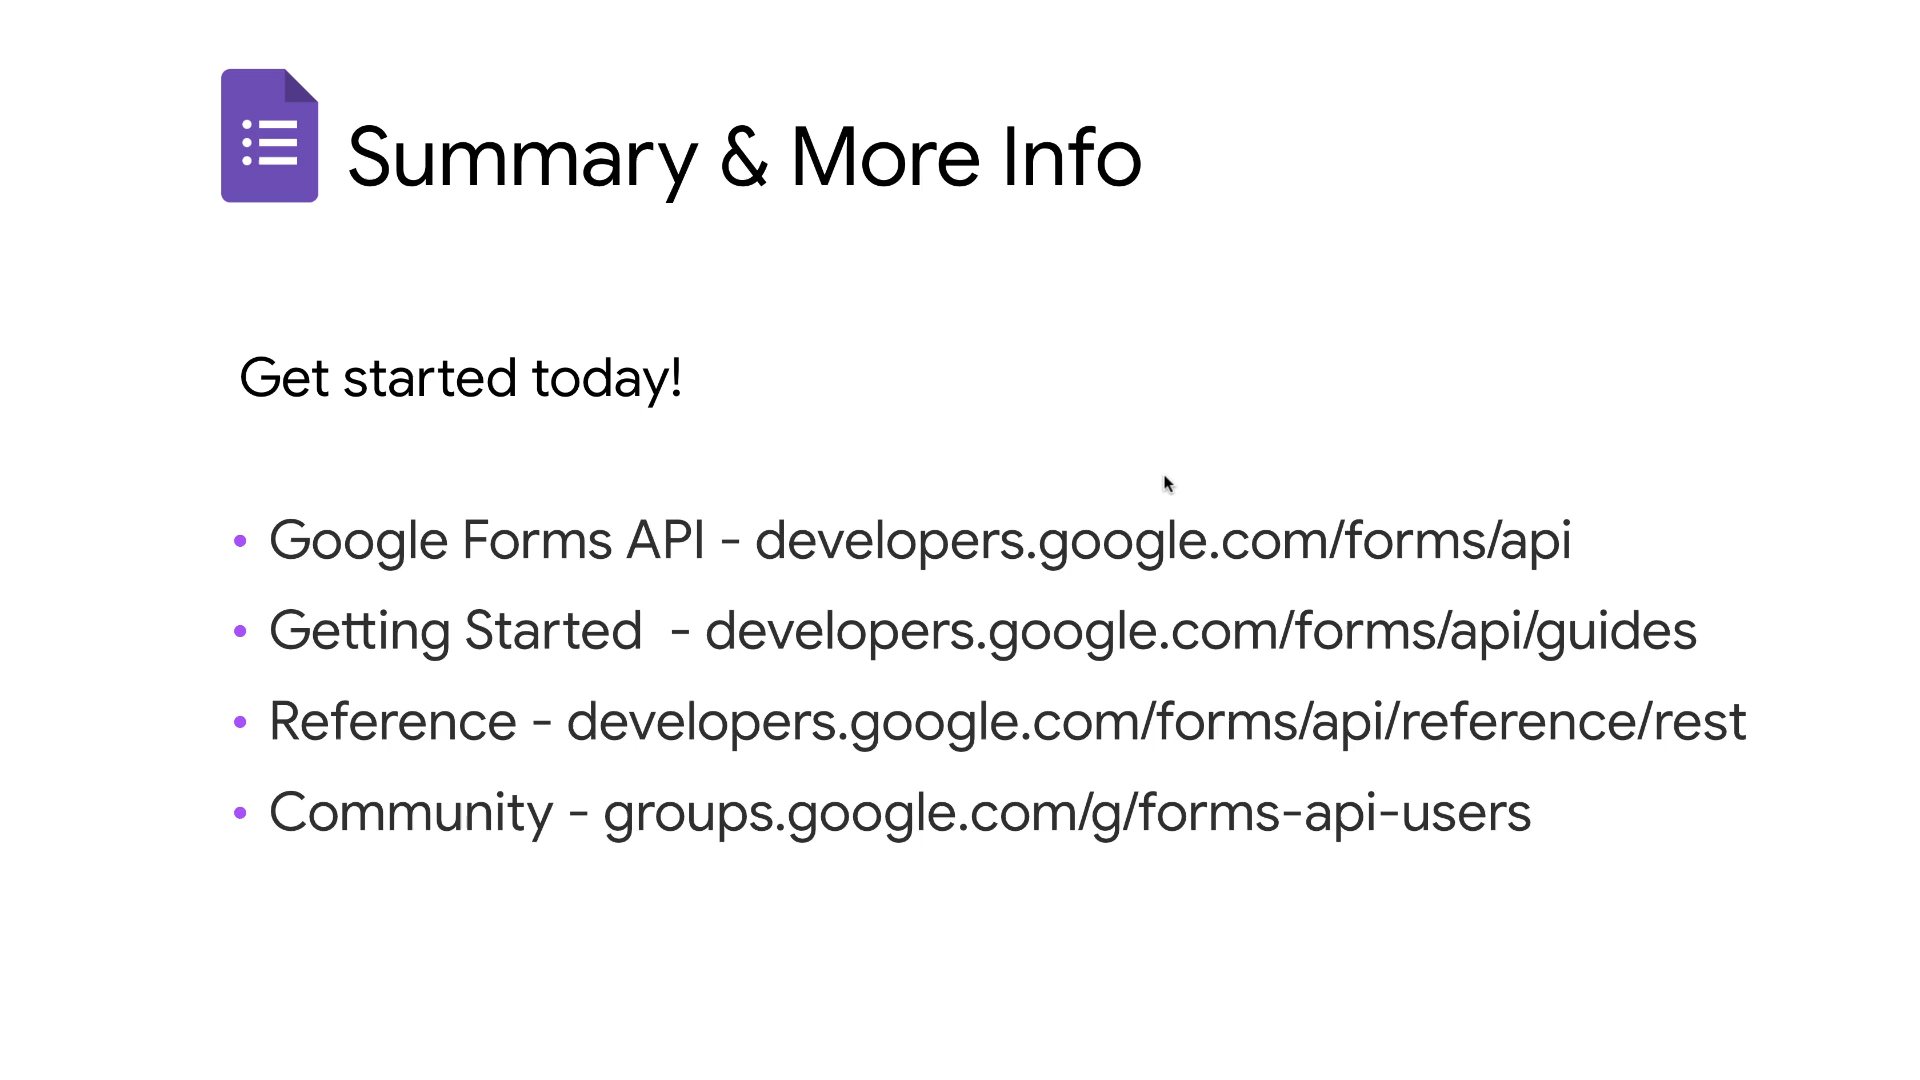 Summary & More Info
Get started today!
• Google Forms API - developers.google.com/forms/api
• Getting Started  - developers.google.com/forms/api/guides
• Reference - developers.google.com/forms/api/reference/rest
• Community - groups.google.com/g/forms-api-users